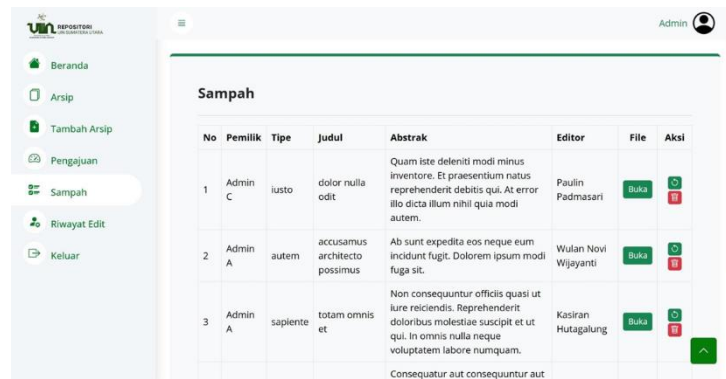 UIN REPOSITORI
UIN SUMATERA UTARA
Admin
Beranda
Arsip
Tambah Arsip
Pengajuan
Sampah
Riwayat Edit
Keluar
Sampah
No Pemilik Tipe Judul Abstrak Editor File Aksi
1 Admin C iusto dolor nulla odit
Quam iste deleniti modi minus
inventore. Et praesentium natus
reprehenderit debitis qui. At error
illo dicta illum nihil quia modi
autem.
Paulin
Padmasari
Buka
2 Admin A autem accusamus
architecto
possimus
Ab sunt expedita eos neque eum
incidunt fugit. Dolorem ipsum modi
fuga sit.
Wulan Novi
Wijayanti
Buka
3 Admin A sapiente totam omnis
et
Non consequuntur officiis quasi ut
iure reiciendis. Reprehenderit
doloribus molestiae suscipit et ut
qui. In omnis nulla neque
voluptatem labore numquam.
Kasiran
Hutagalung
Buka
Consequatur aut consequuntur aut